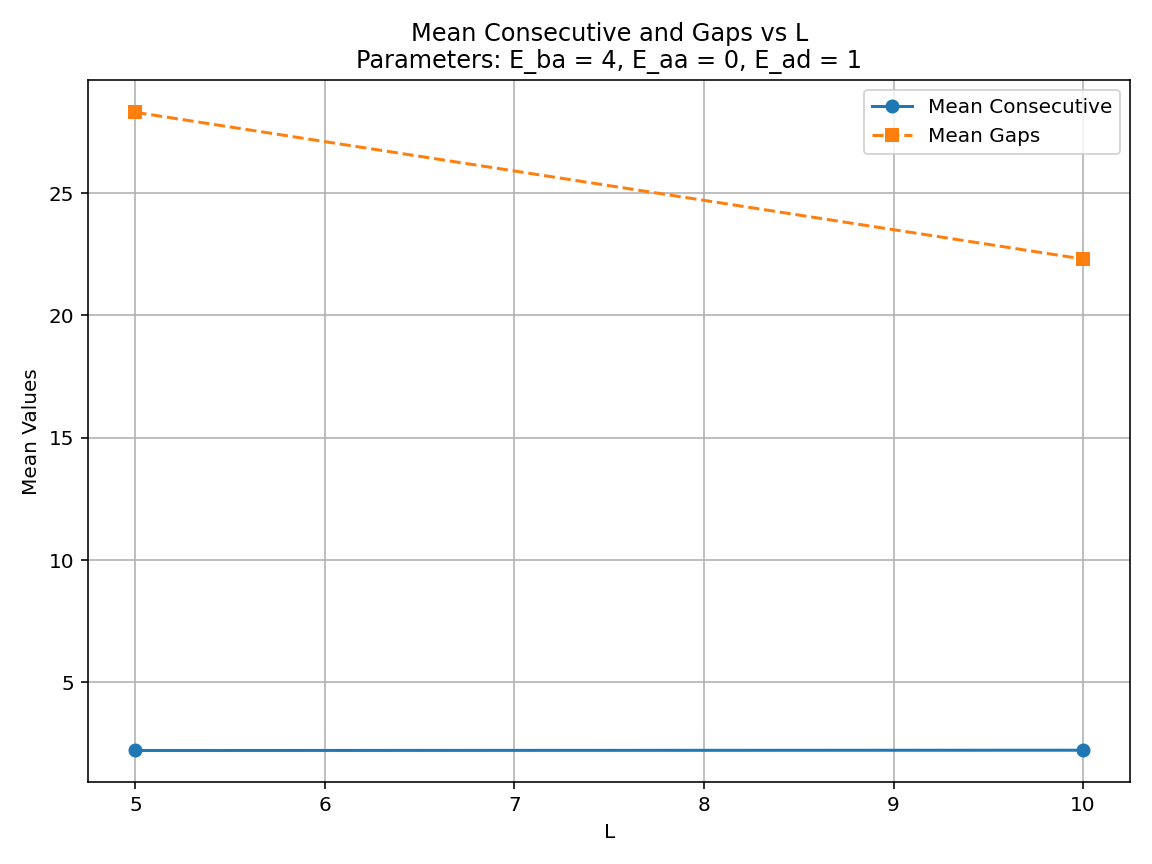 Mean Consecutive and Gaps vs L
Parameters: E_ba = 4, E_aa = 0, E_ad = 1
Mean Consecutive
Mean Gaps
Mean Values
25
20
15
10
5
5 6 7 8 9 10
L